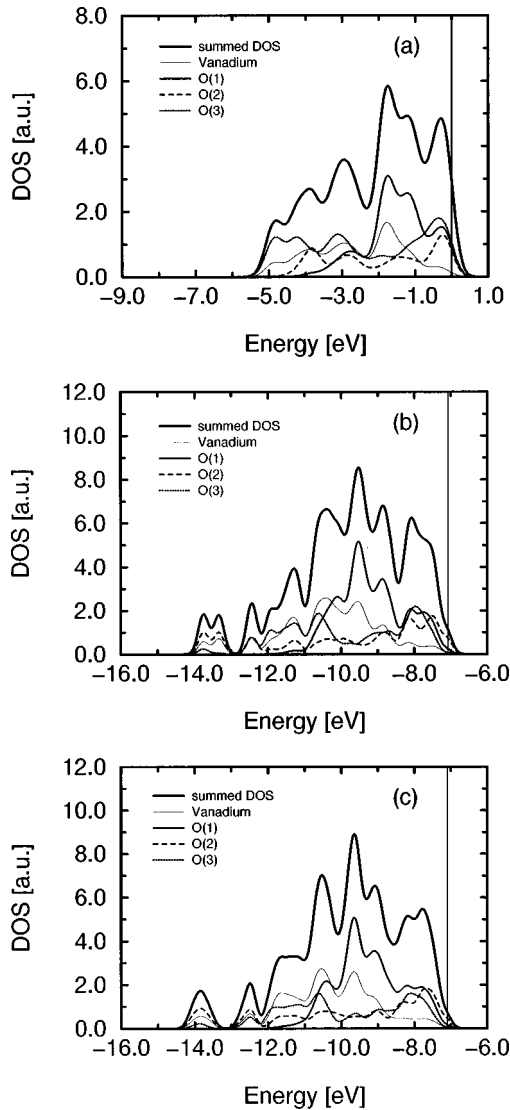 8.0
(a)
summed DOS
Vanadium
6.0
O(1)
O(2)
O(3)
DOS [a.u.]
4.0
2.0
0.0
-9.0 -7.0 -5.0 -3.0 -1.0 1.0
Energy [eV]
12.0
(b)
summed DOS
10.0
Vanadium
O(1)
8.0
O(2)
O(3)
DOS [a.u.]
6.0
4.0
2.0
0.0
-16.0 -14.0 -12.0 -10.0 -8.0 -6.0
Energy [eV]
12.0
(c)
summed DOS
10.0
Vanadium
O(1)
8.0
O(2)
O(3)
DOS [a.u.]
6.0
4.0
2.0
0.0
-16.0 -14.0 -12.0 -10.0 -8.0 -6.0
Energy [eV]